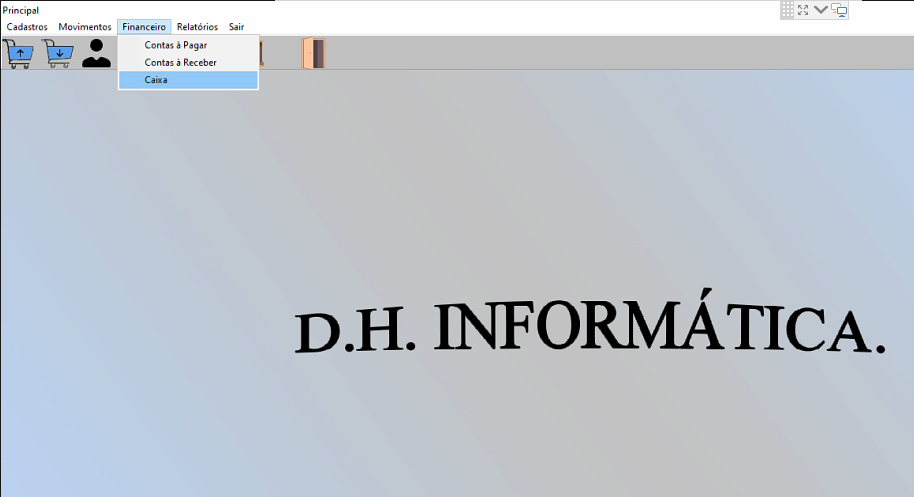 Principal
Cadastros Movimentos Financeiro Relatórios Sair
Contas à Pagar
Contas à Receber
Caixa
D.H. INFORMÁTICA.